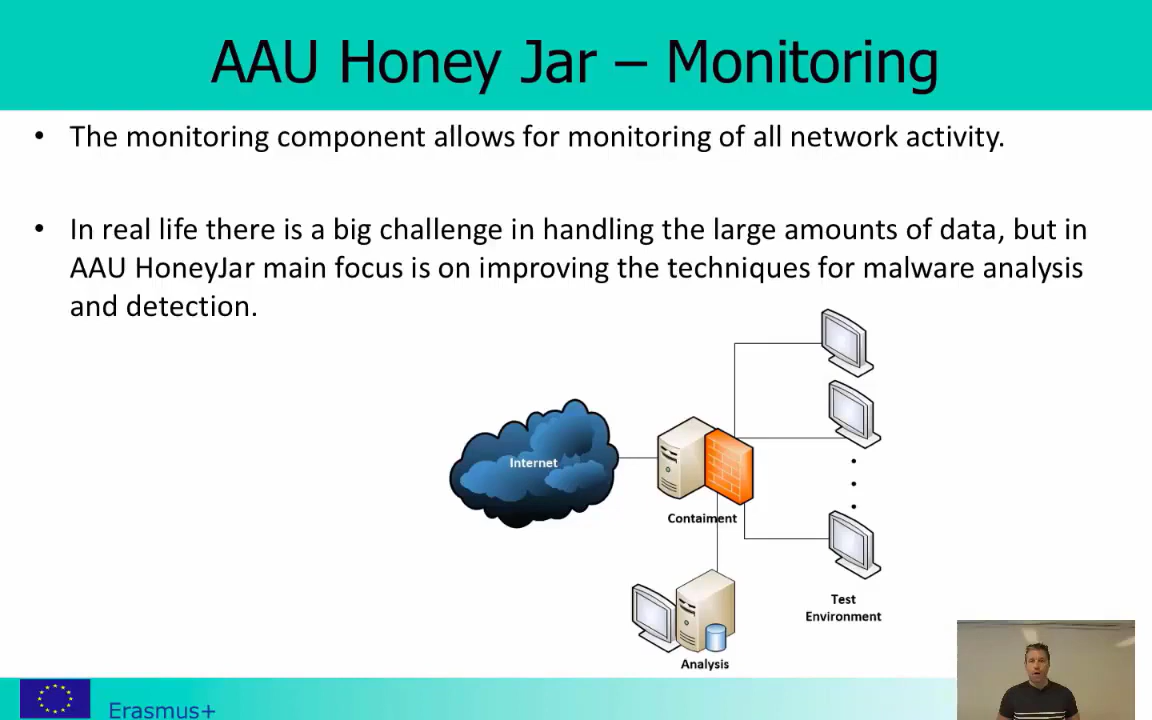 AAU Honey Jar – Monitoring
• The monitoring component allows for monitoring of all network activity.
• In real life there is a big challenge in handling the large amounts of data, but in
AAU HoneyJar main focus is on improving the techniques for malware analysis
and detection.
Internet
Contaiment
Test
Environment
Analysis
Erasmus+